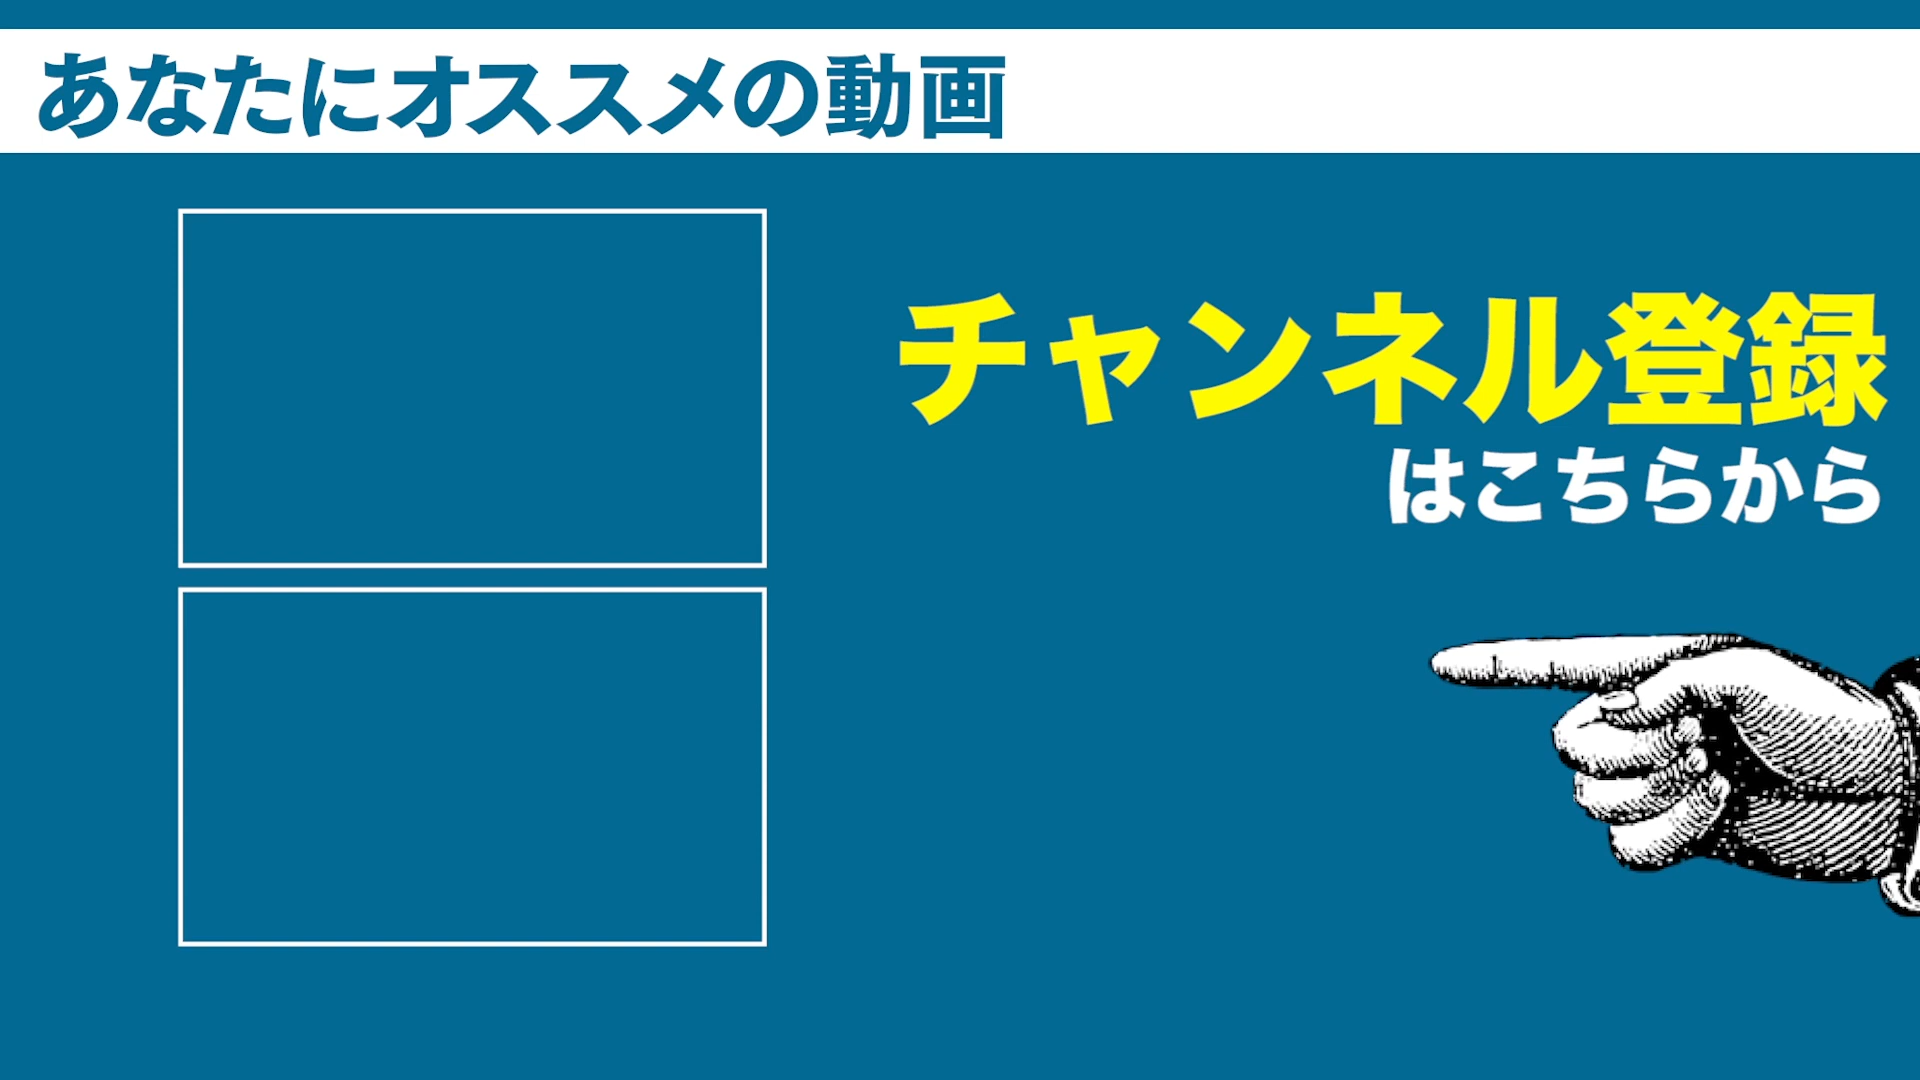 あなたにオススメの動画
チャンネル登録
はこちらから